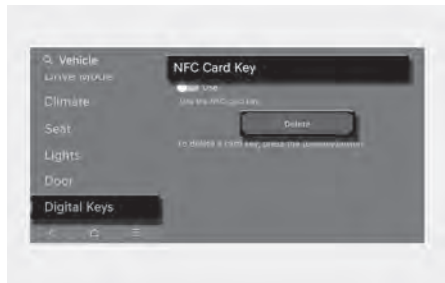 Vehicle
Drive Mode
Climate
Seat
Lights
Door
Digital Keys
NFC Card Key
Use
Use the NFC card key.
Delete
To delete a card key, press the [Delete] button.